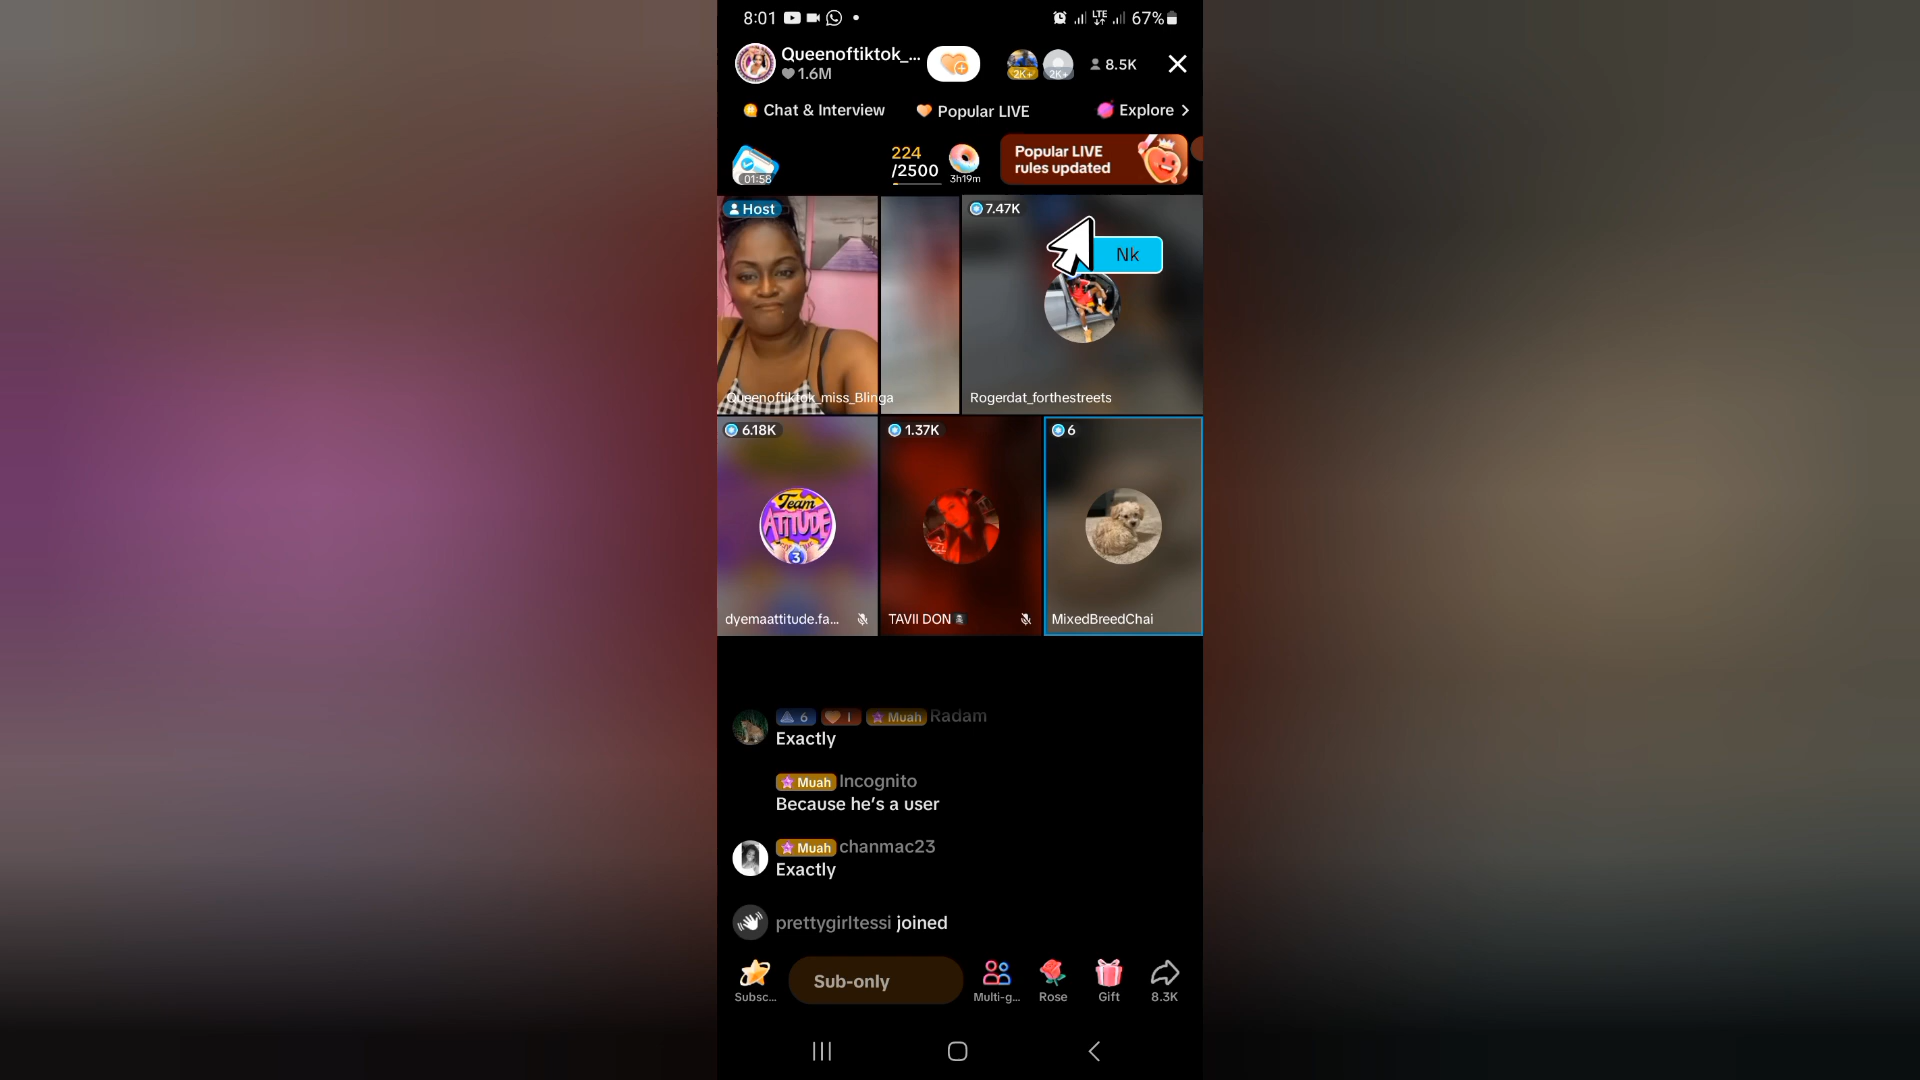 8:01
LTE
67%
Queenoftiktok_...
1.6M
2K+
2K+
8.5K
Chat & Interview
Popular LIVE
Explore
01:58
224
/2500
3h19m
Popular LIVE
rules updated
Host
7.47K
Nk
Queenoftiktok_miss_Blinga
Rogerdat_forthestreets
6.18K
1.37K
6
Team
ATTITUDE
3
dyemaattitude.fa...
TAVII DON
MixedBreedChai
6 I Muah Radam
Exactly
Muah Incognito
Because he's a user
Muah chanmac23
Exactly
prettygirltessi joined
Subsc...
Sub-only
Multi-g...
Rose
Gift
8.3K